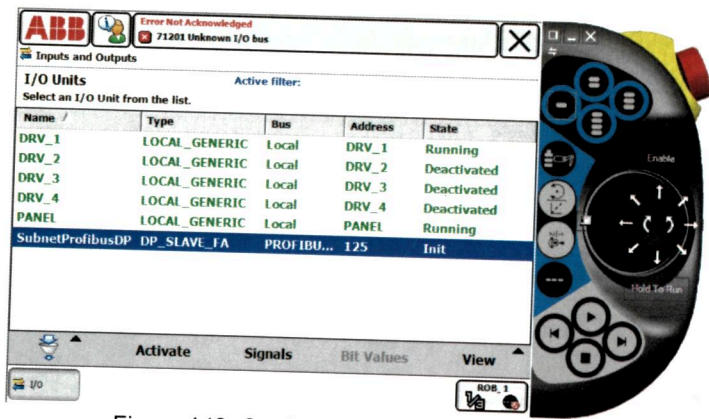 ABB
Error Not Acknowledged
71201 Unknown I/O bus
Inputs and Outputs
I/O Units
Active filter:
Select an I/O Unit from the list.
Name / Type Bus Address State
DRV_1 LOCAL_GENERIC Local DRV_1 Running
DRV_2 LOCAL_GENERIC Local DRV_2 Deactivated
DRV_3 LOCAL_GENERIC Local DRV_3 Deactivated
DRV_4 LOCAL_GENERIC Local DRV_4 Deactivated
PANEL LOCAL_GENERIC Local PANEL Running
SubnetProfibusDP DP_SLAVE_FA PROFIBU... 125 Init
Activate Signals Bit Values View
I/O
ROB_1
1/3
Enable
Hold To Run